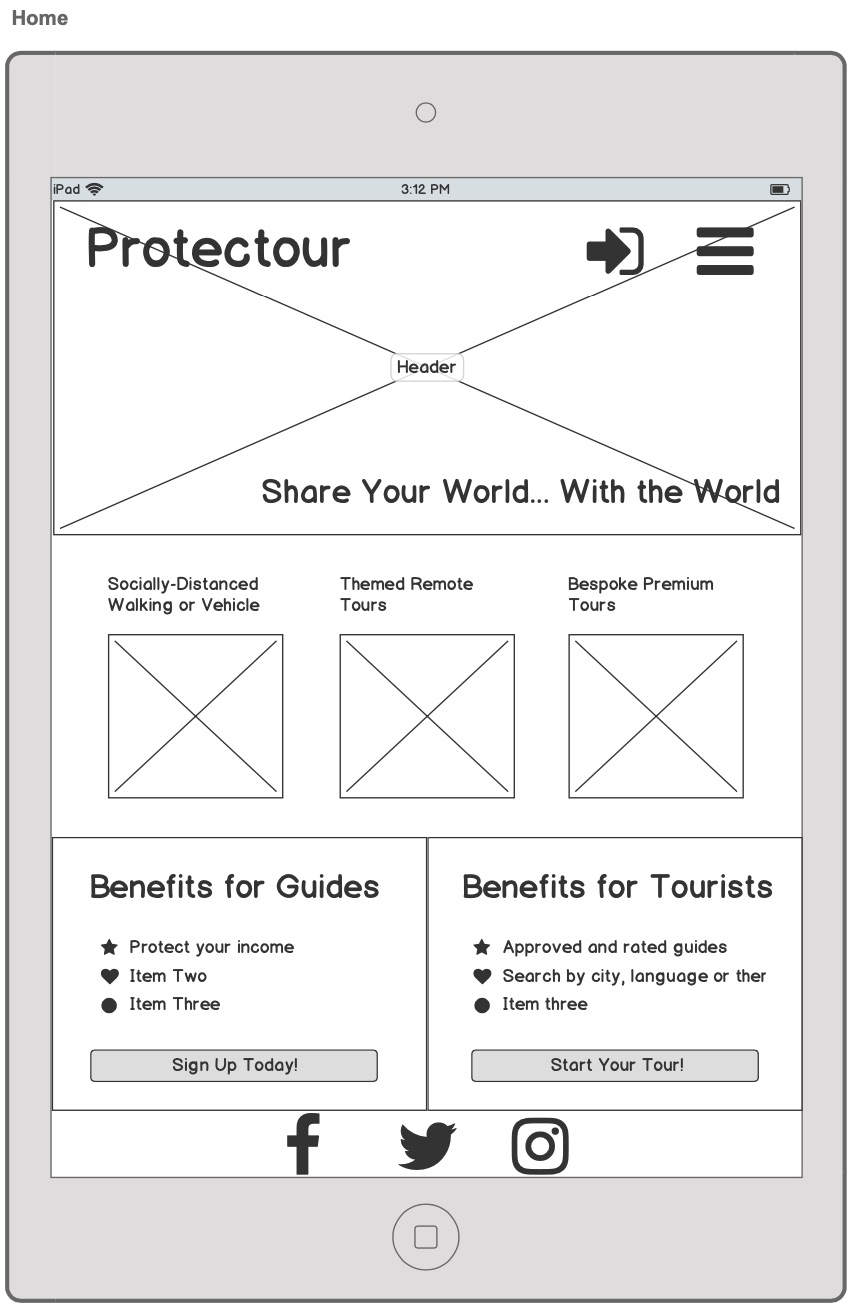 Home
iPad 3:12 PM
Protectour
Header
Share Your World... With the World
Socially-Distanced
Walking or Vehicle
Themed Remote
Tours
Bespoke Premium
Tours
Benefits for Guides
Protect your income
Item Two
Item Three
Sign Up Today!
Benefits for Tourists
Approved and rated guides
Search by city, language or ther
Item three
Start Your Tour!